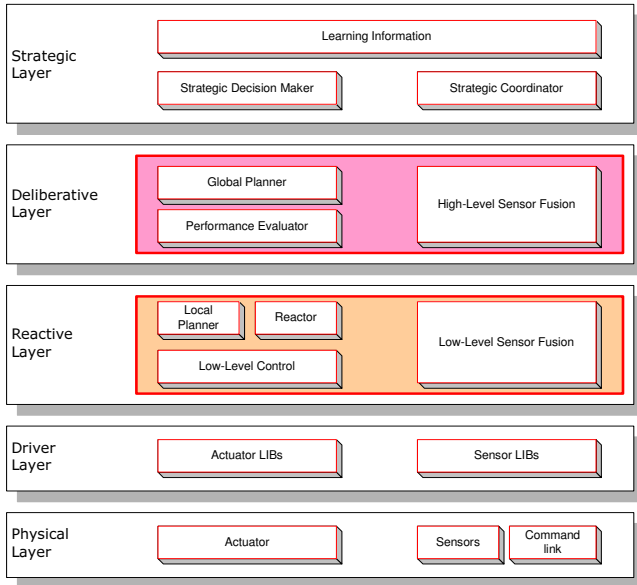 Strategic
Layer
Learning Information
Strategic Decision Maker
Strategic Coordinator
Deliberative
Layer
Global Planner
Performance Evaluator
High-Level Sensor Fusion
Reactive
Layer
Local
Planner
Reactor
Low-Level Control
Low-Level Sensor Fusion
Driver
Layer
Actuator LIBs
Sensor LIBs
Physical
Layer
Actuator
Sensors
Command
link